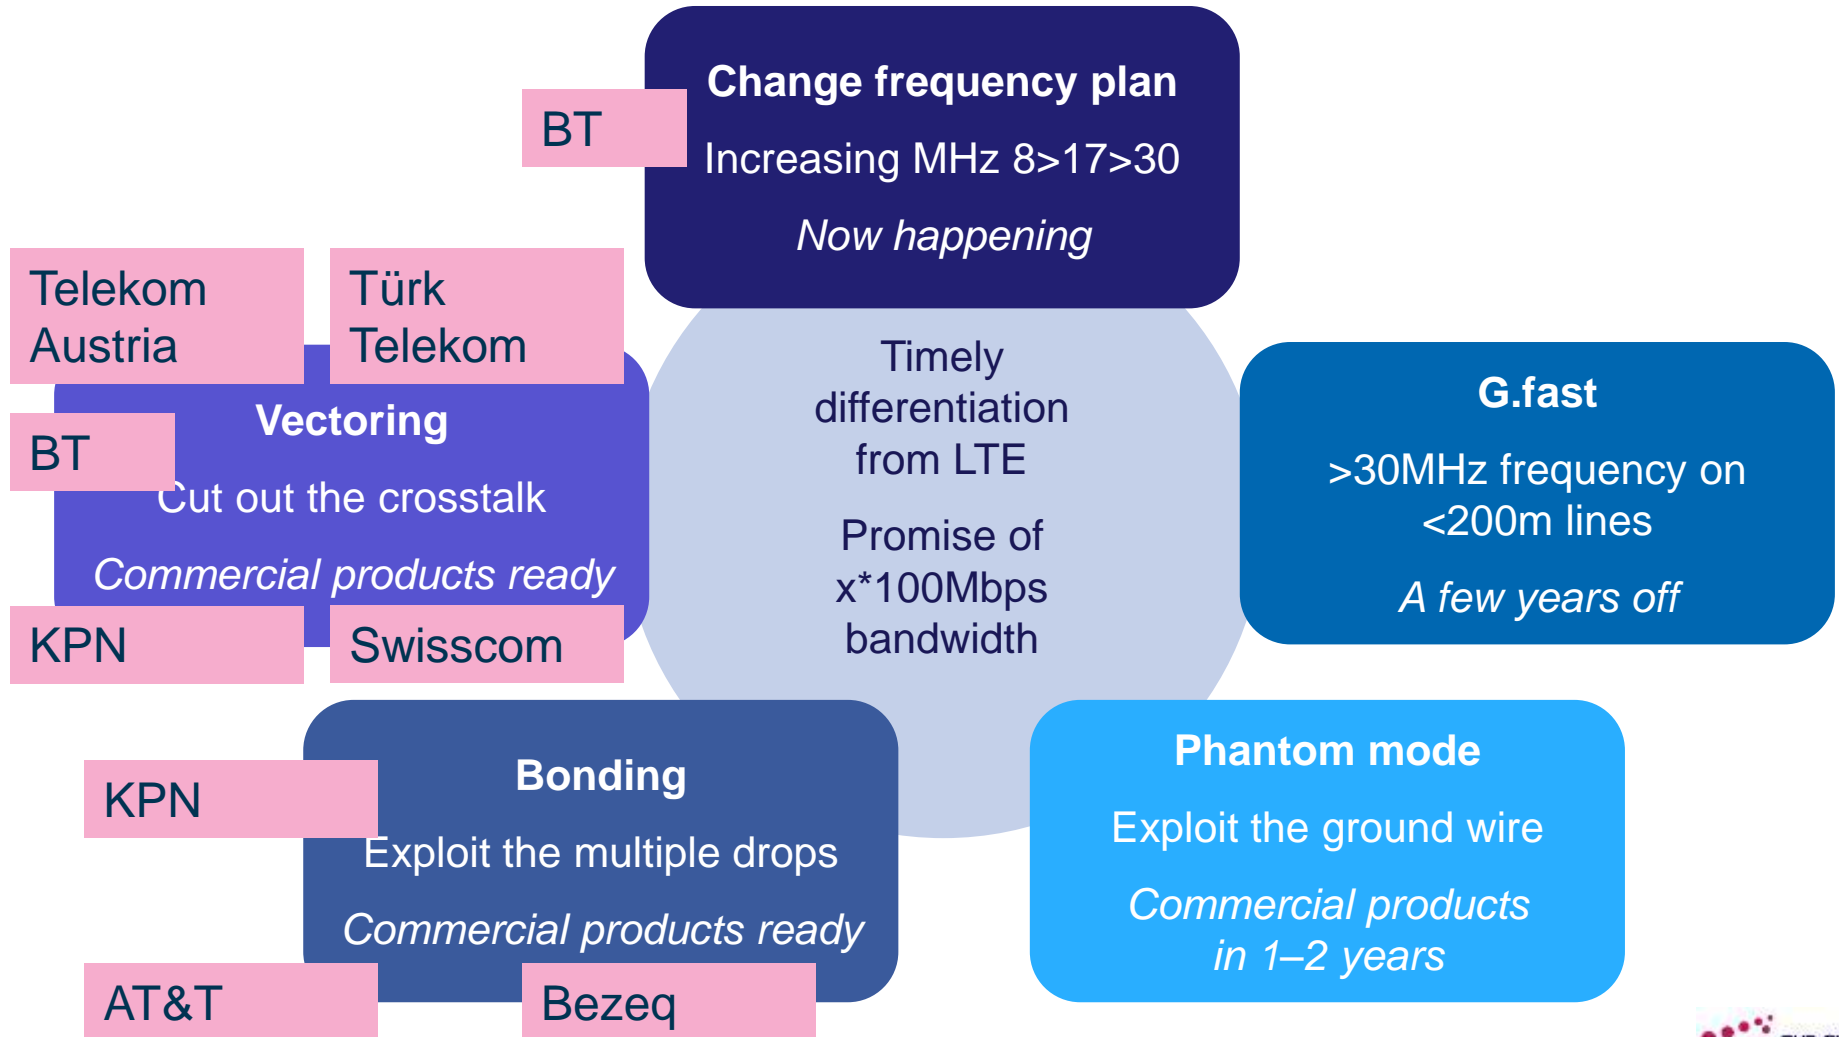 Change frequency plan
Increasing MHz 8>17>30
Now happening
BT
Telekom
Austria
Türk
Telekom
BT
Vectoring
Cut out the crosstalk
Commercial products ready
KPN
Swisscom
Timely
differentiation
from LTE
Promise of
x*100Mbps
bandwidth
G.fast
>30MHz frequency on
<200m lines
A few years off
KPN
Bonding
Exploit the multiple drops
Commercial products ready
AT&T
Bezeq
Phantom mode
Exploit the ground wire
Commercial products
in 1–2 years